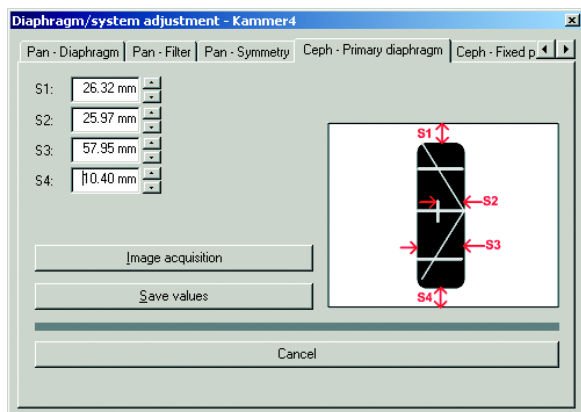 Diaphragm/system adjustment - Kammer4
Pan - Diaphragm Pan - Filter Pan - Symmetry Ceph - Primary diaphragm Ceph - Fixed p
S1: 26.32 mm
S2: 25.97 mm
S3: 57.95 mm
S4: 10.40 mm
S1
S2
S3
S4
Image acquisition
Save values
Cancel